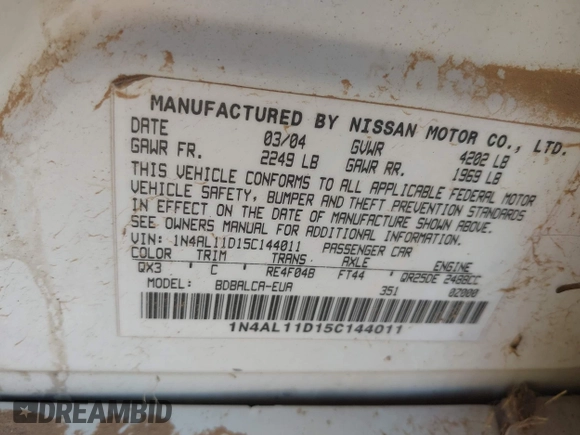 MANUFACTURED BY NISSAN MOTOR CO., LTD.
DATE 03/04 GVWR 4202 LB
GAWR FR. 2249 LB GAWR RR. 1969 LB
THIS VEHICLE CONFORMS TO ALL APPLICABLE FEDERAL MOTOR
VEHICLE SAFETY, BUMPER AND THEFT PREVENTION STANDARDS
IN EFFECT ON THE DATE OF MANUFACTURE SHOWN ABOVE.
SEE OWNERS MANUAL FOR ADDITIONAL INFORMATION.
VIN: 1N4AL11D15C144011 PASSENGER CAR
COLOR TRIM TRANS AXLE ENGINE
QX3 ' C ' RE4F04B FT44 QR25DE 2488CC
MODEL: BDBALCA-EUA 351 02000
1N4AL11D15C144011
DREAMBID